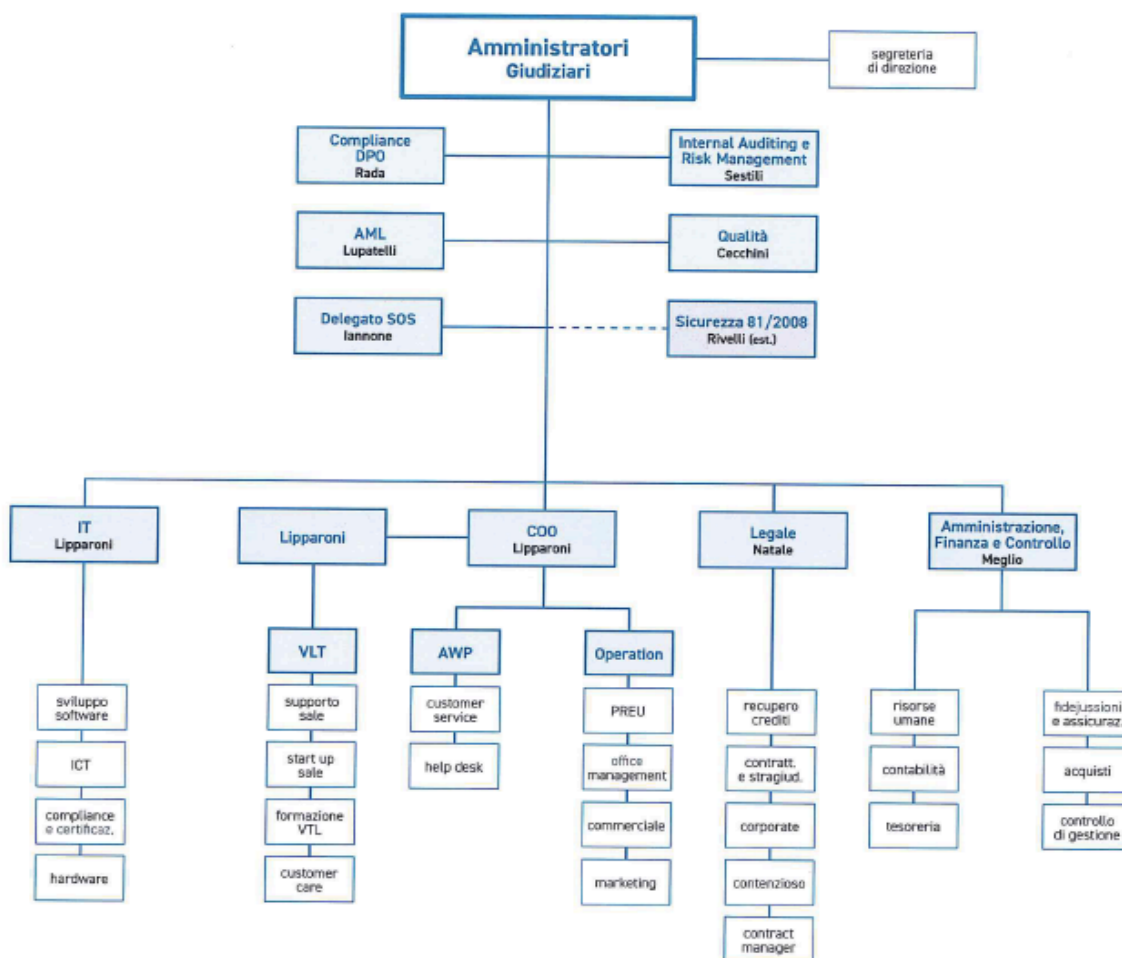 Amministratori
Giudiziari
segreteria
di direzione
Compliance
DPO
Rada
Internal Auditing e
Risk Management
Sestili
AML
Lupatelli
Qualità
Cecchini
Delegato SOS
Iannone
Sicurezza 81/2008
Rivelli (est.)
IT
Lipparoni
Lipparoni
COO
Lipparoni
Legale
Natale
Amministrazione,
Finanza e Controllo
Meglio
VLT
AWP
Operation
sviluppo
software
ICT
compliance
e certificaz.
hardware
supporto
sale
start up
sale
formazione
VTL
customer
care
customer
service
help desk
PREU
office
management
commerciale
marketing
recupero
crediti
contratt.
e stragiud.
corporate
contenzioso
contract
manager
risorse
umane
contabilità
tesoreria
fidejussioni
e assicuraz.
acquisti
controllo
di gestione